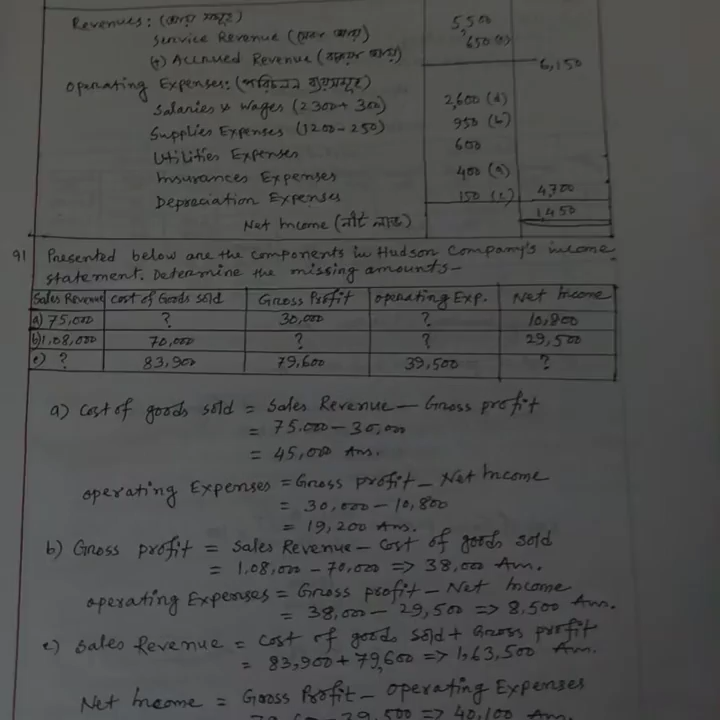 Revenues: (আয় সমূহ)
Service Revenue (সেবা আয়) 5,500
(+) Accrued Revenue (বকেয়া আয়) 650 (e) 6,150
Operating Expenses: (পরিচালন ব্যয়সমূহ)
Salaries & Wages (2300+300) 2,600 (d)
Supplies Expenses (1200-250) 950 (b)
Utilities Expenses 600
Insurances Expenses 400 (a)
Depreciation Expenses 150 (c) 4,700
Net Income (নীট লাভ) 1,450
91 Presented below are the components in Hudson Company's income
statement. Determine the missing amounts-
Sales Revenue Cost of Goods sold Gross Profit Operating Exp. Net Income
a) 75,000 ? 30,000 ? 10,800
b) 1,08,000 70,000 ? ? 29,500
c) ? 83,900 79,600 39,500 ?
a) Cost of goods sold = Sales Revenue - Gross profit
= 75,000 - 30,000
= 45,000 Ans.
Operating Expenses = Gross profit - Net Income
= 30,000 - 10,800
= 19,200 Ans.
b) Gross profit = Sales Revenue - Cost of goods sold
= 1,08,000 - 70,000 => 38,000 Ans.
Operating Expenses = Gross profit - Net Income
= 38,000 - 29,500 => 8,500 Ans.
c) Sales Revenue = Cost of goods sold + Gross profit
= 83,900 + 79,600 => 1,63,500 Ans.
Net Income = Gross Profit - Operating Expenses
39,500 => 40,100 Ans.